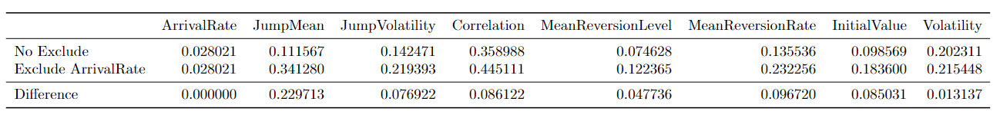 ArrivalRate JumpMean JumpVolatility Correlation MeanReversionLevel MeanReversionRate InitialValue Volatility
No Exclude 0.028021 0.111567 0.142471 0.358988 0.074628 0.135536 0.098569 0.202311
Exclude ArrivalRate 0.028021 0.341280 0.219393 0.445111 0.122365 0.232256 0.183600 0.215448
Difference 0.000000 0.229713 0.076922 0.086122 0.047736 0.096720 0.085031 0.013137